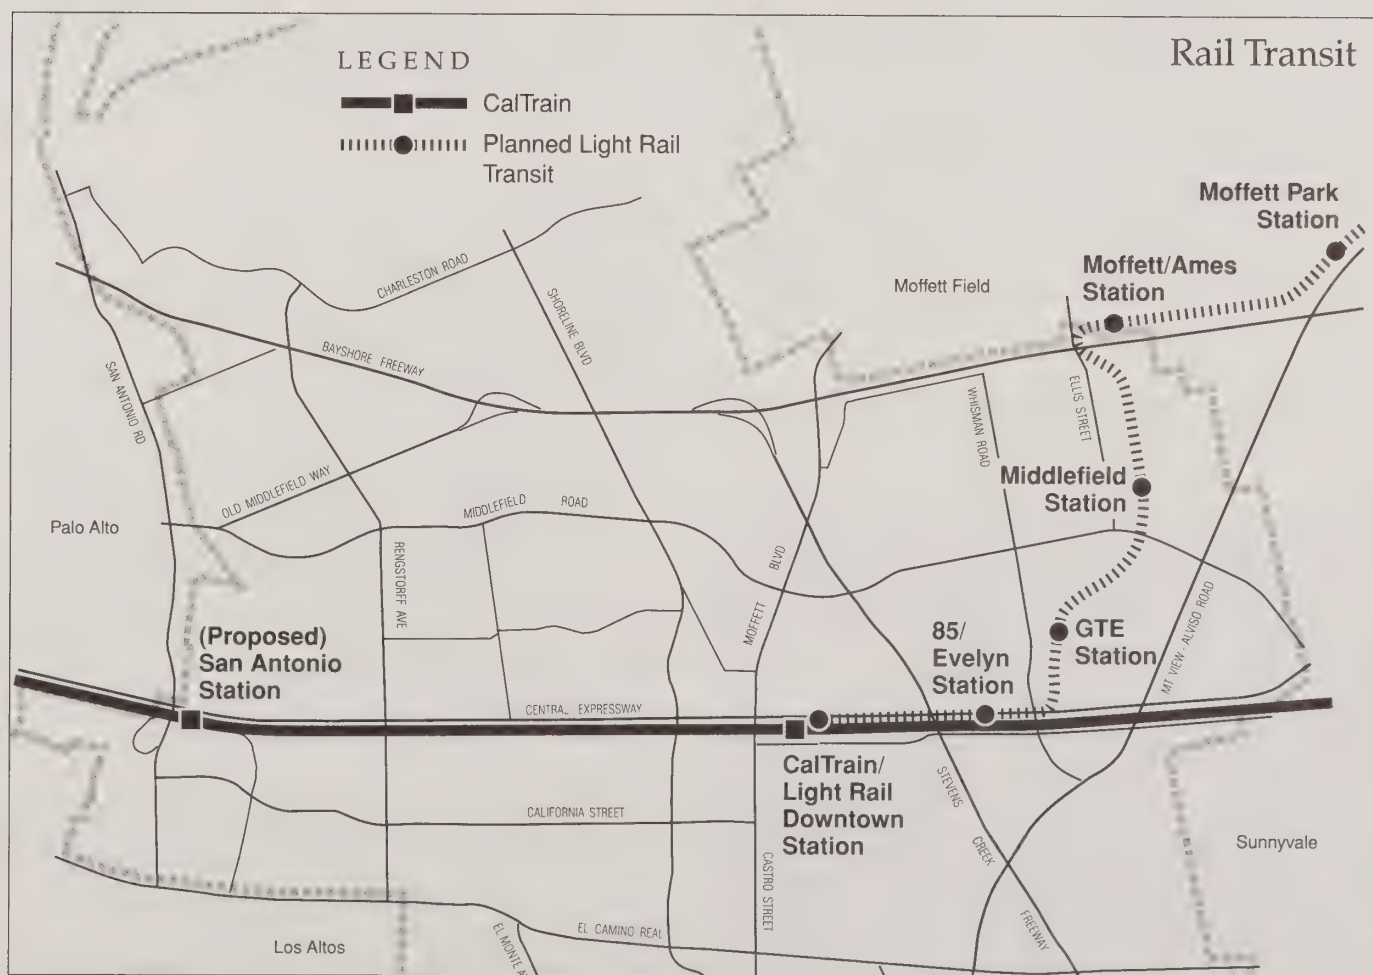 Rail Transit
LEGEND
CalTrain
Planned Light Rail
Transit
Moffett Park
Station
Moffett/Ames
Station
Moffett Field
CHARLESTON ROAD
SHORELINE BLVD
BAYSHORE FREEWAY
SAN ANTONIO RD
ELLIS STREET
WHISMAN ROAD
OLD MIDDLEFIELD WAY
MIDDLEFIELD ROAD
Middlefield
Station
Palo Alto
RENGSTORFF AVE
MOFFETT BLVD
MT VIEW - ALVISO ROAD
(Proposed)
San Antonio
Station
85/
Evelyn
Station
GTE
Station
CENTRAL EXPRESSWAY
CalTrain/
Light Rail
Downtown
Station
STEVENS CREEK FREEWAY
CALIFORNIA STREET
CASTRO STREET
Sunnyvale
EL CAMINO REAL
EL MONTE
Los Altos